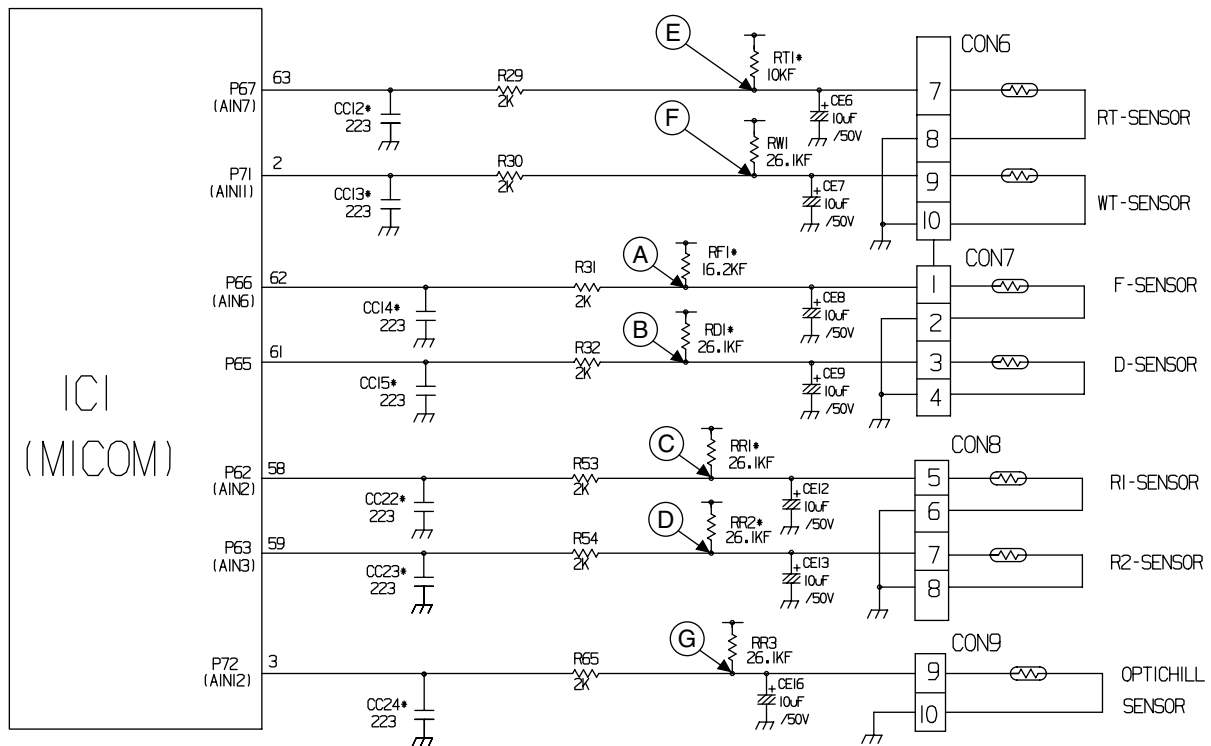 CON6
E
RT1*
10KF
P67
(AIN7)
63
R29
2K
CC12*
223
+ CE6
10uF
/50V
7
8
RT-SENSOR
F
RW1
26.1KF
P71
(AIN11)
2
R30
2K
CC13*
223
+ CE7
10uF
/50V
9
10
WT-SENSOR
CON7
A
RF1*
16.2KF
P66
(AIN6)
62
R31
2K
CC14*
223
+ CE8
10uF
/50V
1
2
F-SENSOR
B
RD1*
26.1KF
P65
61
R32
2K
CC15*
223
+ CE9
10uF
/50V
3
4
D-SENSOR
IC1
(MICOM)
CON8
C
RR1*
26.1KF
P62
(AIN2)
58
R53
2K
CC22*
223
+ CE12
10uF
/50V
5
6
R1-SENSOR
D
RR2*
26.1KF
P63
(AIN3)
59
R54
2K
CC23*
223
+ CE13
10uF
/50V
7
8
R2-SENSOR
CON9
G
RR3
26.1KF
P72
(AIN12)
3
R65
2K
CC24*
223
+ CE16
10uF
/50V
9
10
OPTICHILL
SENSOR